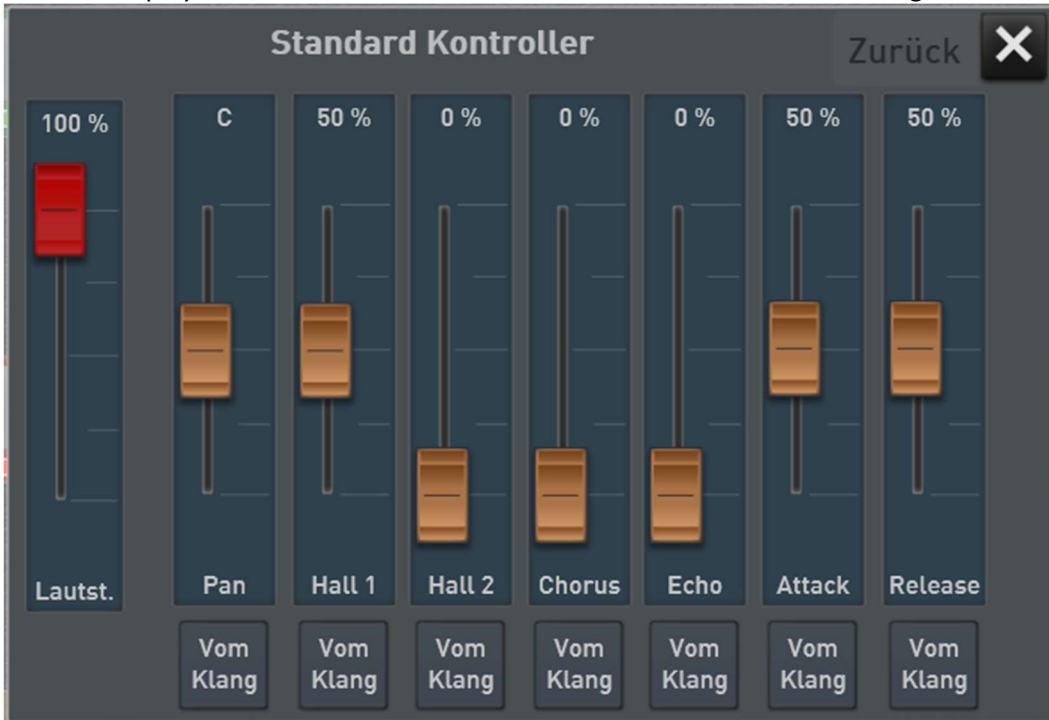 Standard Kontroller
Zurück
100 %
C
50 %
0 %
0 %
0 %
50 %
50 %
Lautst.
Pan
Hall 1
Hall 2
Chorus
Echo
Attack
Release
Vom
Klang
Vom
Klang
Vom
Klang
Vom
Klang
Vom
Klang
Vom
Klang
Vom
Klang